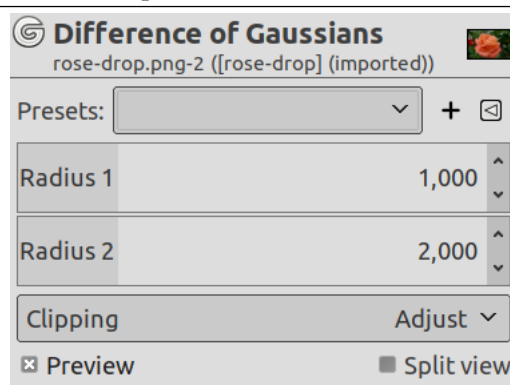 Difference of Gaussians
rose-drop.png-2 ([rose-drop] (imported))
Presets:
Radius 1 1,000
Radius 2 2,000
Clipping Adjust
Preview Split view